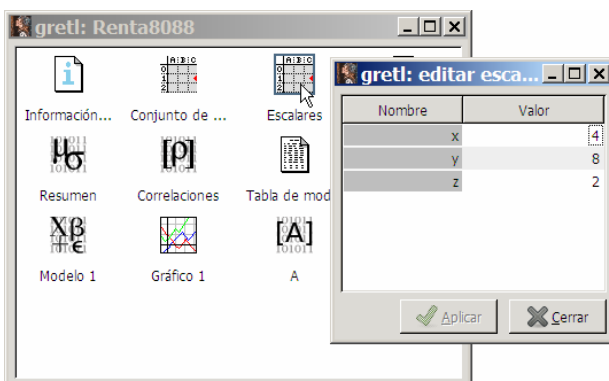 gretl: Renta8088
Información...
Conjunto de ...
Escalares
Resumen
Correlaciones
Tabla de mod
Modelo 1
Gráfico 1
A
gretl: editar esca...
Nombre Valor
x 4
y 8
z 2
Aplicar Cerrar